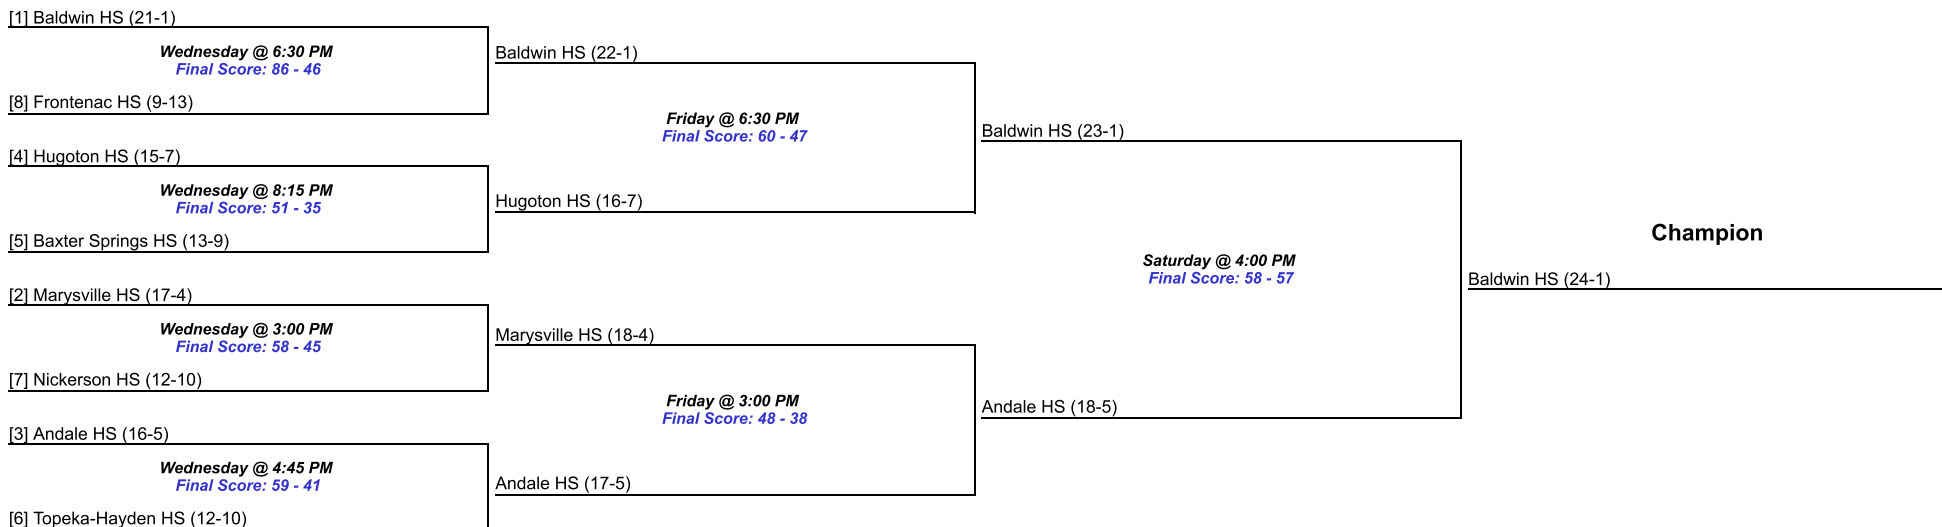 [1] Baldwin HS (21-1)
Wednesday @ 6:30 PM
Final Score: 86 - 46
[8] Frontenac HS (9-13)
[4] Hugoton HS (15-7)
Wednesday @ 8:15 PM
Final Score: 51 - 35
[5] Baxter Springs HS (13-9)
[2] Marysville HS (17-4)
Wednesday @ 3:00 PM
Final Score: 58 - 45
[7] Nickerson HS (12-10)
[3] Andale HS (16-5)
Wednesday @ 4:45 PM
Final Score: 59 - 41
[6] Topeka-Hayden HS (12-10)
Baldwin HS (22-1)
Friday @ 6:30 PM
Final Score: 60 - 47
Hugoton HS (16-7)
Marysville HS (18-4)
Friday @ 3:00 PM
Final Score: 48 - 38
Andale HS (17-5)
Baldwin HS (23-1)
Saturday @ 4:00 PM
Final Score: 58 - 57
Andale HS (18-5)
Champion
Baldwin HS (24-1)